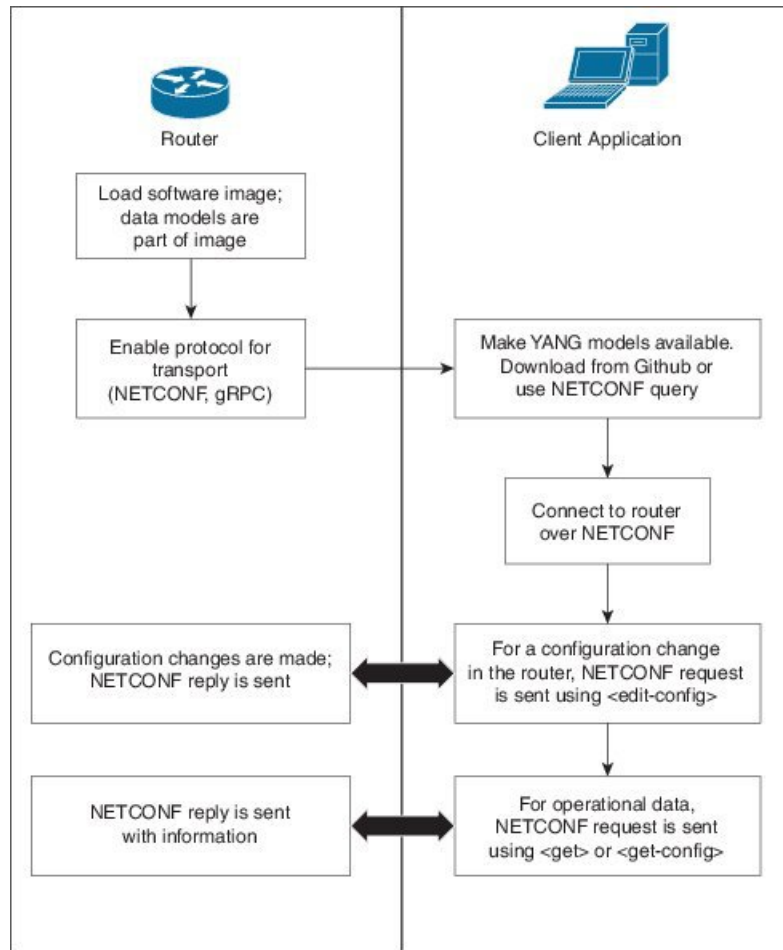 Router
Client Application
Load software image;
data models are
part of image
Enable protocol for
transport
(NETCONF, gRPC)
Make YANG models available.
Download from Github or
use NETCONF query
Connect to router
over NETCONF
Configuration changes are made;
NETCONF reply is sent
For a configuration change
in the router, NETCONF request
is sent using <edit-config>
NETCONF reply is sent
with information
For operational data,
NETCONF request is sent
using <get> or <get-config>